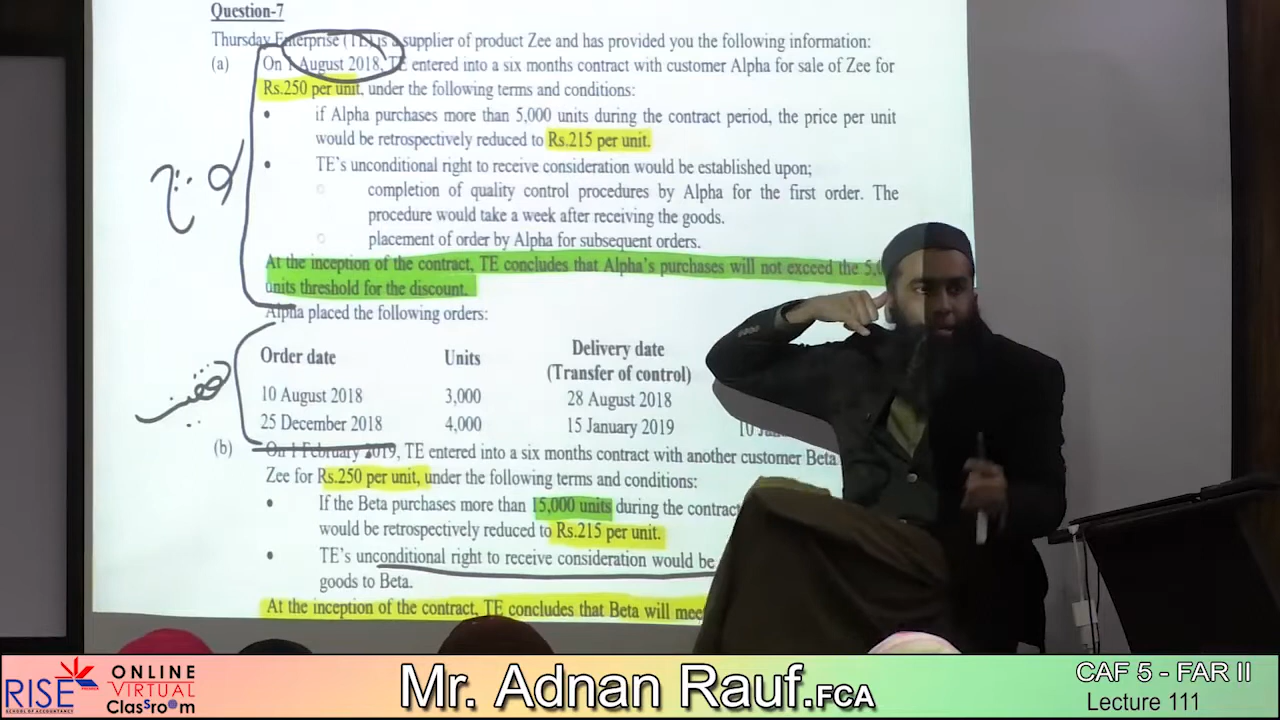 Question-7
Thursday Enterprise (TE) is a supplier of product Zee and has provided you the following information:
(a) On 1 August 2018, TE entered into a six months contract with customer Alpha for sale of Zee for
Rs.250 per unit, under the following terms and conditions:
• if Alpha purchases more than 5,000 units during the contract period, the price per unit
would be retrospectively reduced to Rs.215 per unit.
• TE's unconditional right to receive consideration would be established upon;
○ completion of quality control procedures by Alpha for the first order. The
procedure would take a week after receiving the goods.
○ placement of order by Alpha for subsequent orders.
At the inception of the contract, TE concludes that Alpha's purchases will not exceed the
units threshold for the discount.
Alpha placed the following orders:
Order date Units Delivery date
(Transfer of control)
10 August 2018 3,000 28 August 2018
25 December 2018 4,000 15 January 2019 10
(b) On 1 February 2019, TE entered into a six months contract with another customer Beta
Zee for Rs.250 per unit, under the following terms and conditions:
• If the Beta purchases more than 15,000 units during the contract
would be retrospectively reduced to Rs.215 per unit.
• TE's unconditional right to receive consideration would be
goods to Beta.
At the inception of the contract, TE concludes that Beta will
RISE
ONLINE
VIRTUAL
ClasSroom
Mr. Adnan Rauf.FCA
CAF 5 - FAR II
Lecture 111